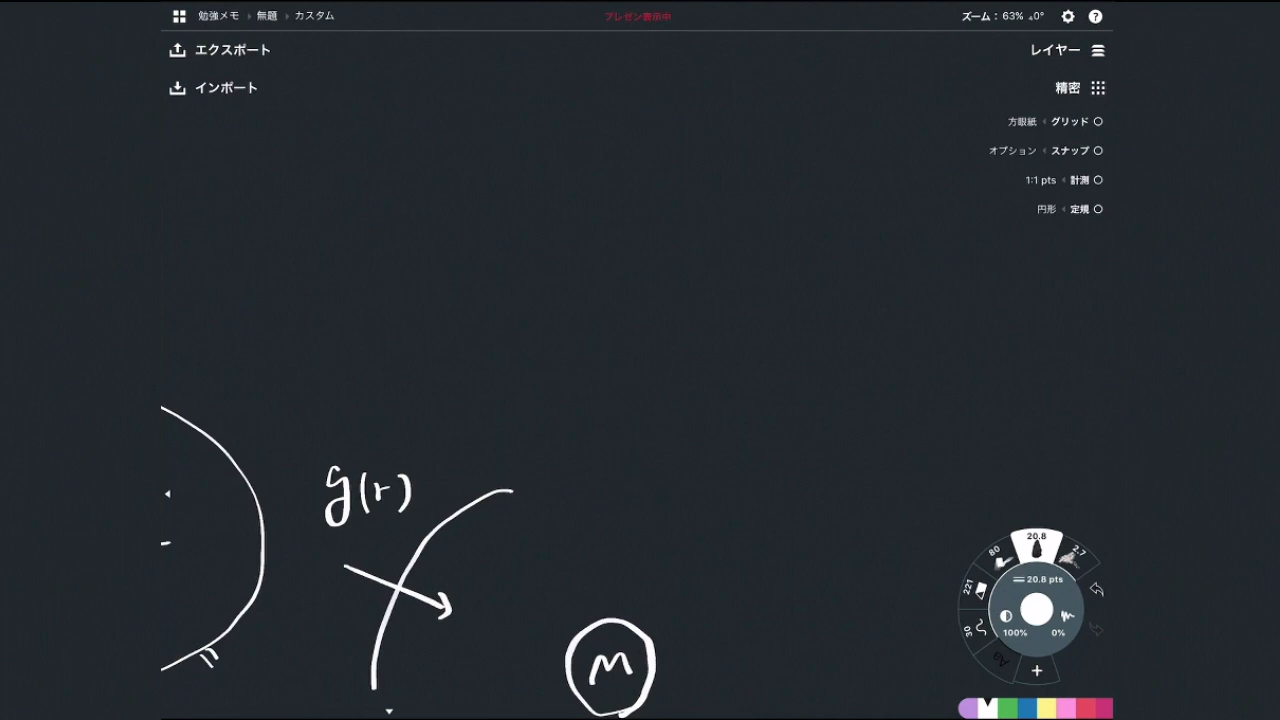 勉強メモ › 無題 › カスタム
プレゼン表示中
ズーム： 63% ⊿0° ?
エクスポート
レイヤー
インポート
精密
方眼紙 ‹ グリッド
オプション ‹ スナップ
1:1 pts ‹ 計測
円形 ‹ 定規
g(r)
M
20.8
80
2.7
221
20.8 pts
30
100% 0%
Aa
+